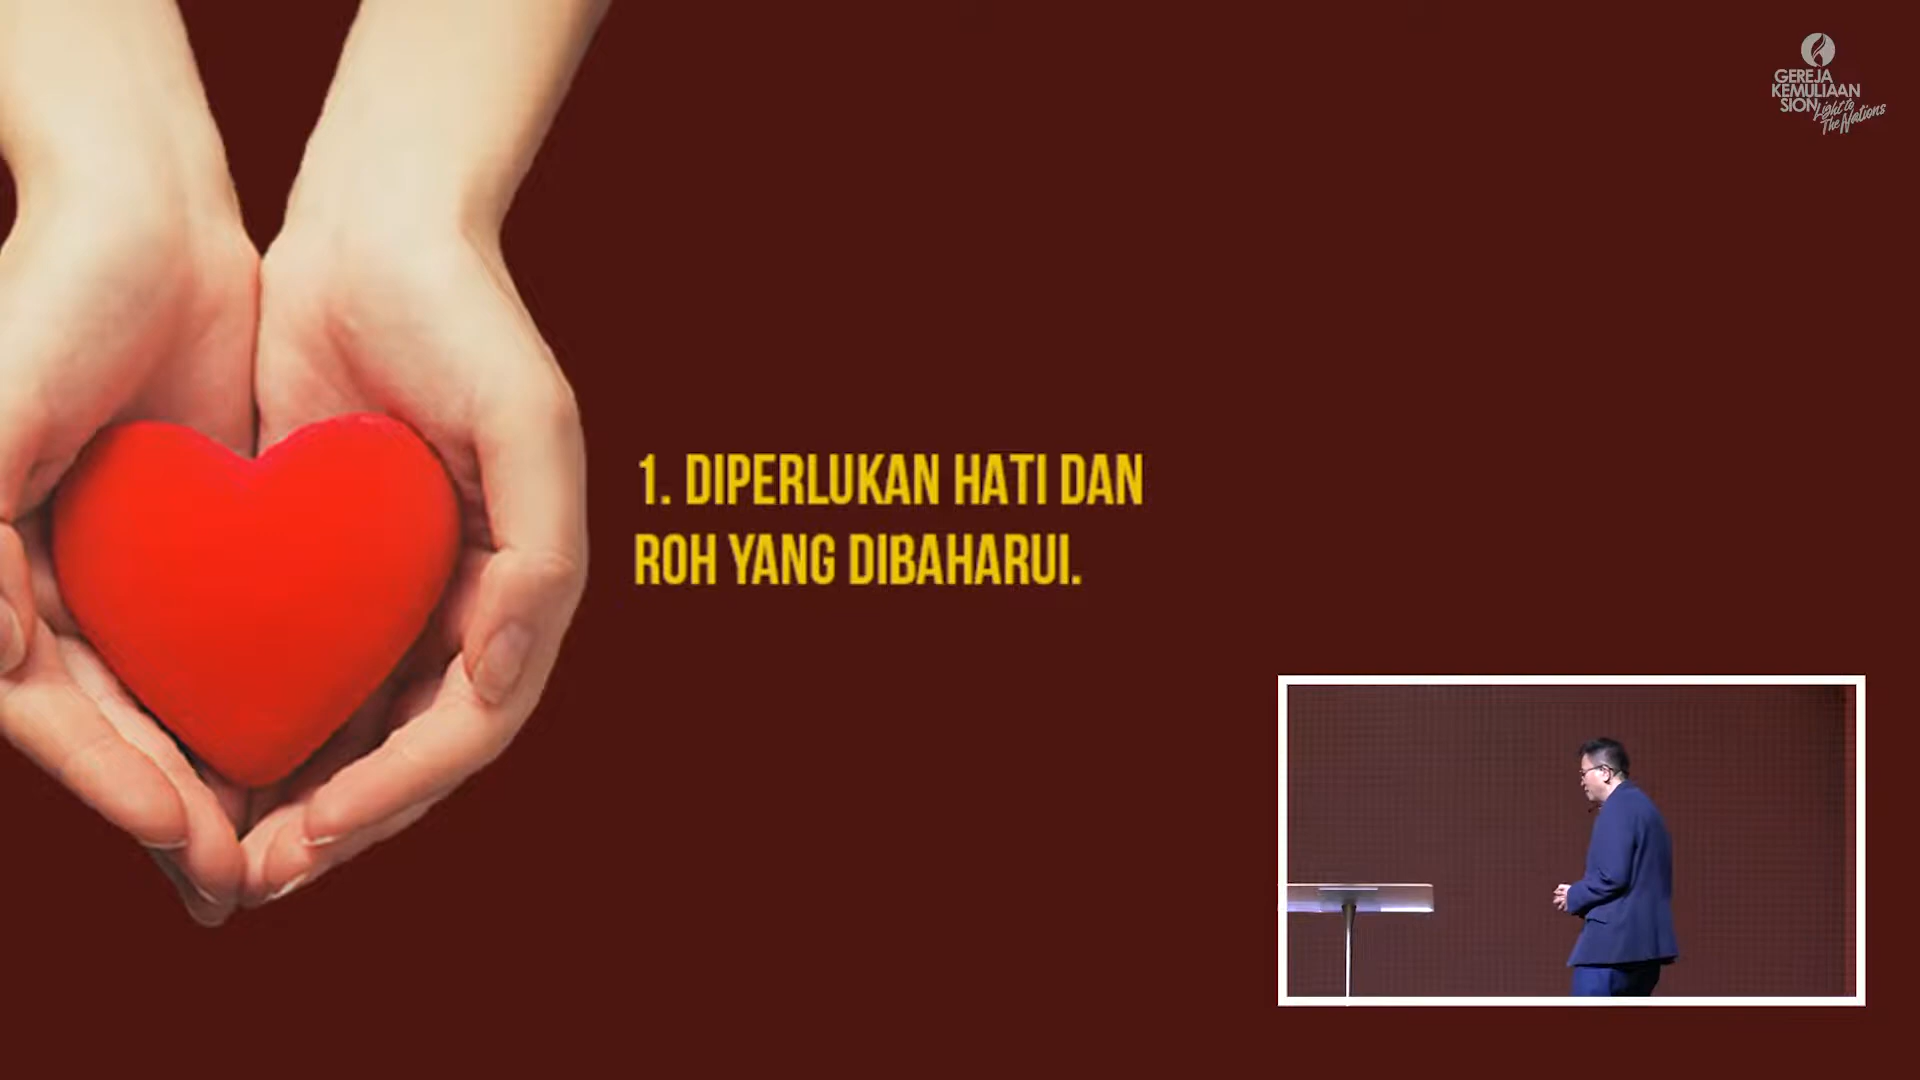 GEREJA
KEMULIAAN
SION Light to
The Nations
1. DIPERLUKAN HATI DAN
ROH YANG DIBAHARUI.